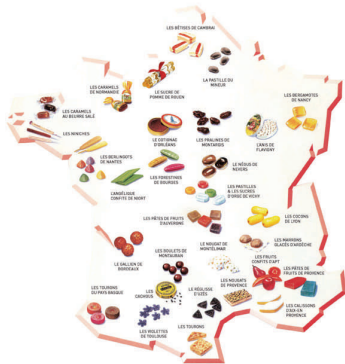 LES BÊTISES DE CAMBRAI
LA PASTILLE DU
MINEUR
LES CARAMELS
DE NORMANDIE
LE SUCRE DE
POMME DE ROUEN
LES BERGAMOTES
DE NANCY
LES CARAMELS
AU BEURRE SALÉ
LES NINICHES
LE COTIGNAC
D'ORLÉANS
LES PRALINES DE
MONTARGIS
L'ANIS DE
FLAVIGNY
LES BERLINGOTS
DE NANTES
LES FORESTINES
DE BOURGES
LE NÉGUS DE
NEVERS
L'ANGÉLIQUE
CONFITE DE NIORT
LES PASTILLES
& LES SUCRES
D'ORGE DE VICHY
LES PÂTES DE FRUITS
D'AUVERGNE
LES COCONS
DE LYON
LES BOULETS DE
MONTAUBAN
LE NOUGAT DE
MONTÉLIMAR
LES MARRONS
GLACÉS D'ARDÈCHE
LE GALLIEN DE
BORDEAUX
LES FRUITS
CONFITS D'APT
LES PÂTES DE
FRUITS DE PROVENCE
LES TOURONS
DU PAYS BASQUE
LES
CACHOUS
LE RÉGLISSE
D'UZÈS
LES NOUGATS
DE PROVENCE
LES CALISSONS
D'AIX-EN-
PROVENCE
LES VIOLETTES
DE TOULOUSE
LES TOURONS